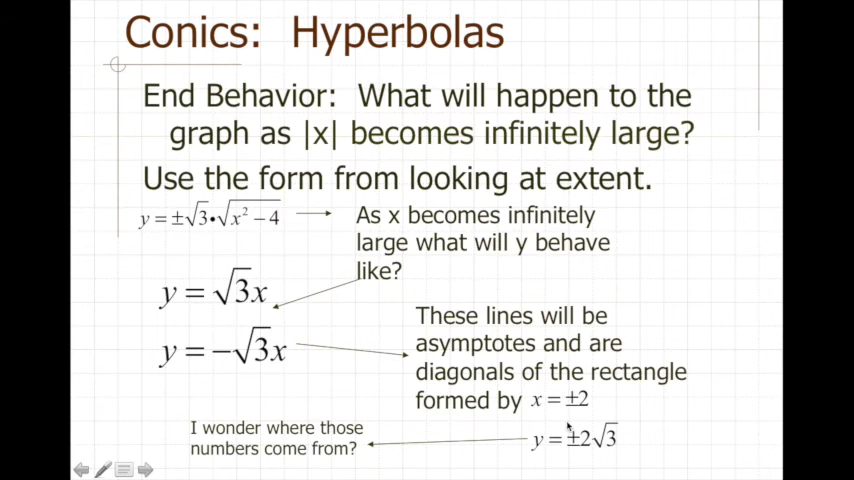 Conics: Hyperbolas
End Behavior: What will happen to the
graph as |x| becomes infinitely large?
Use the form from looking at extent.
y = ±√3•√(x² − 4)
As x becomes infinitely
large what will y behave
like?
y = √3x
y = −√3x
These lines will be
asymptotes and are
diagonals of the rectangle
formed by x = ±2
y = ±2√3
I wonder where those
numbers come from?